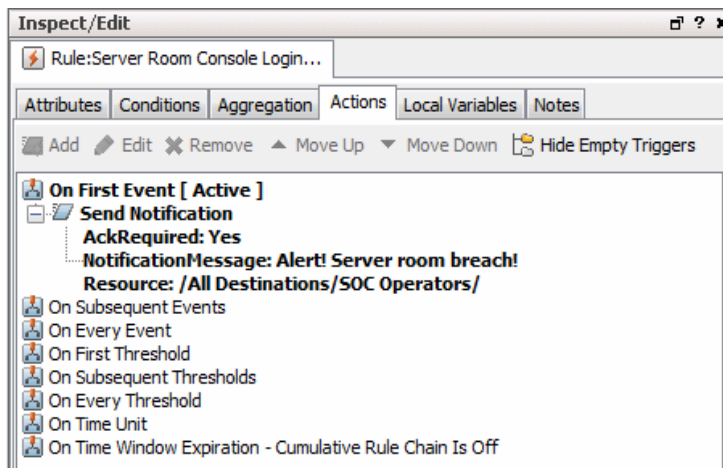 Inspect/Edit ?
Rule:Server Room Console Login...
Attributes Conditions Aggregation Actions Local Variables Notes
Add Edit Remove Move Up Move Down Hide Empty Triggers
On First Event [ Active ]
Send Notification
AckRequired: Yes
NotificationMessage: Alert! Server room breach!
Resource: /All Destinations/SOC Operators/
On Subsequent Events
On Every Event
On First Threshold
On Subsequent Thresholds
On Every Threshold
On Time Unit
On Time Window Expiration - Cumulative Rule Chain Is Off